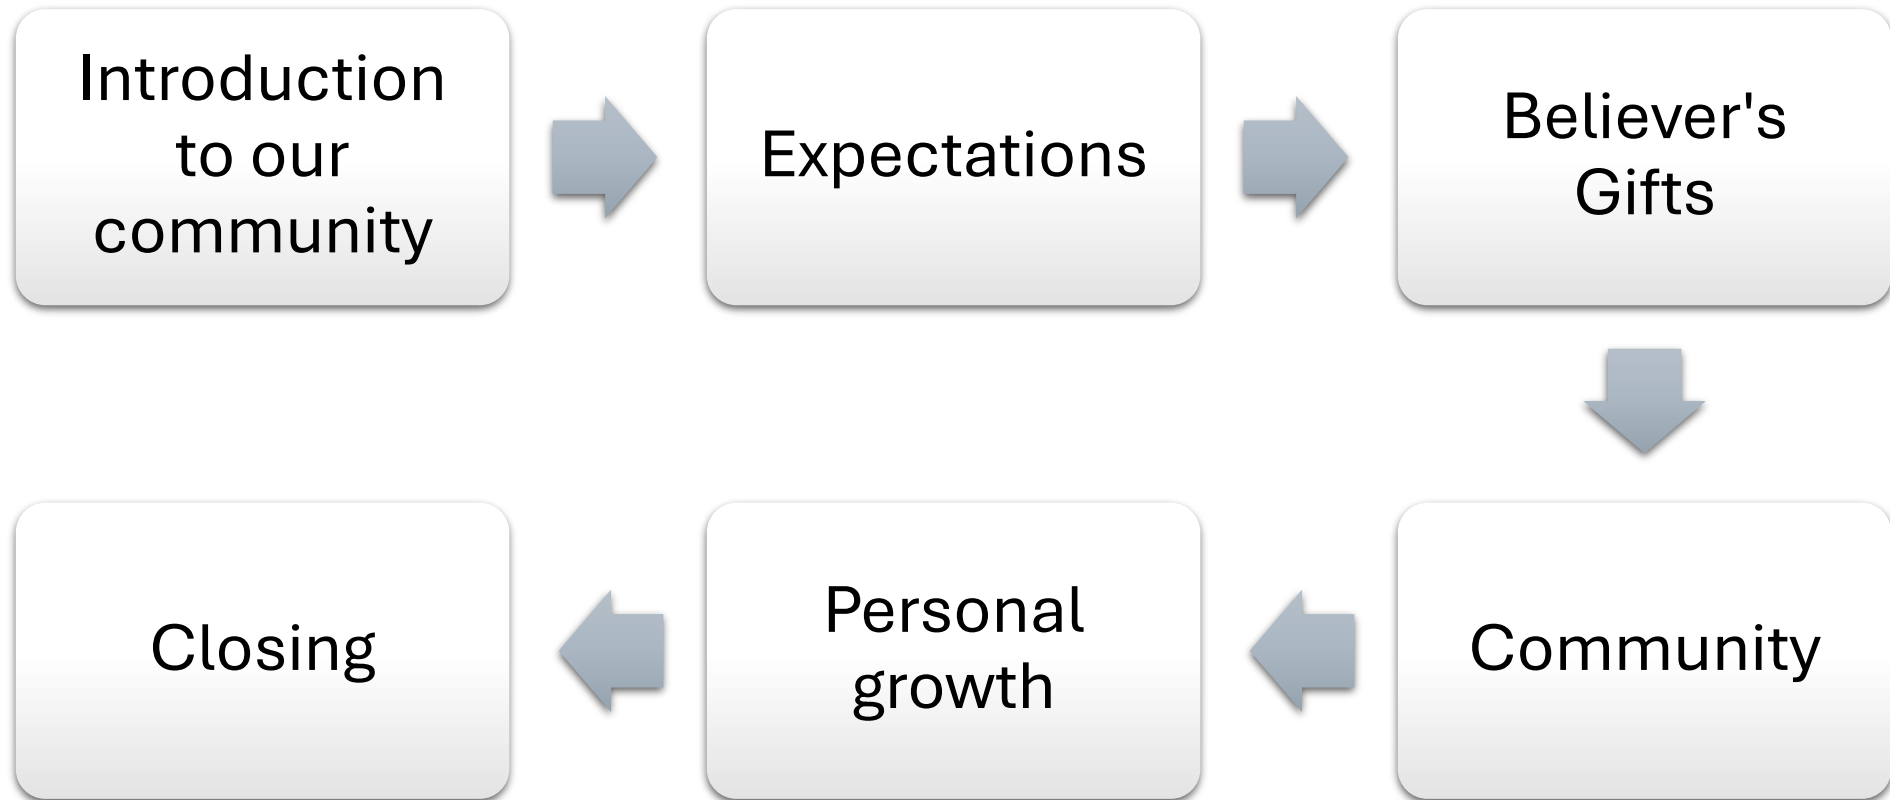 Introduction
to our
community
Expectations
Believer's
Gifts
Community
Personal
growth
Closing